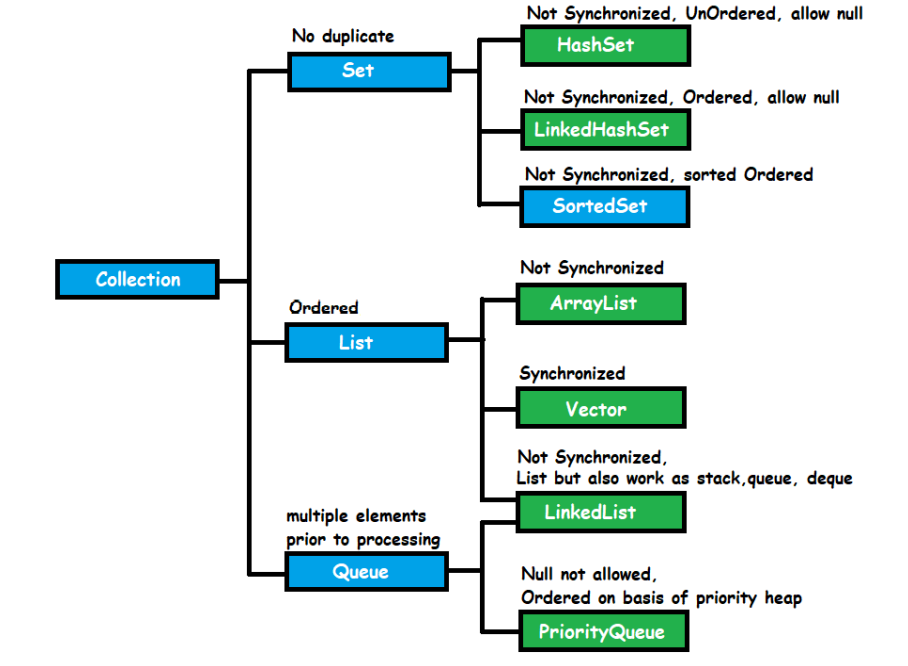 Not Synchronized, UnOrdered, allow null
No duplicate
HashSet
Set
Not Synchronized, Ordered, allow null
LinkedHashSet
Not Synchronized, sorted Ordered
SortedSet
Collection
Not Synchronized
ArrayList
Ordered
List
Synchronized
Vector
Not Synchronized,
List but also work as stack,queue, deque
LinkedList
multiple elements
prior to processing
Queue
Null not allowed,
Ordered on basis of priority heap
PriorityQueue